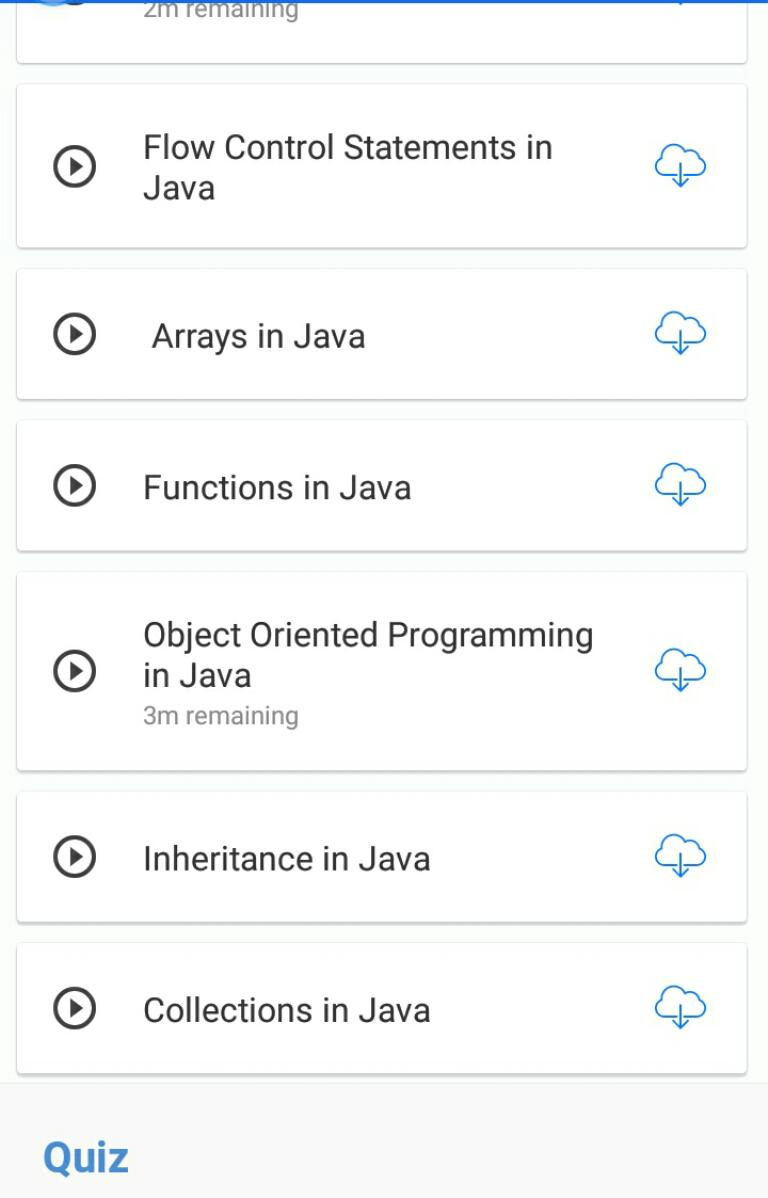 2m remaining
Flow Control Statements in
Java
Arrays in Java
Functions in Java
Object Oriented Programming
in Java
3m remaining
Inheritance in Java
Collections in Java
Quiz